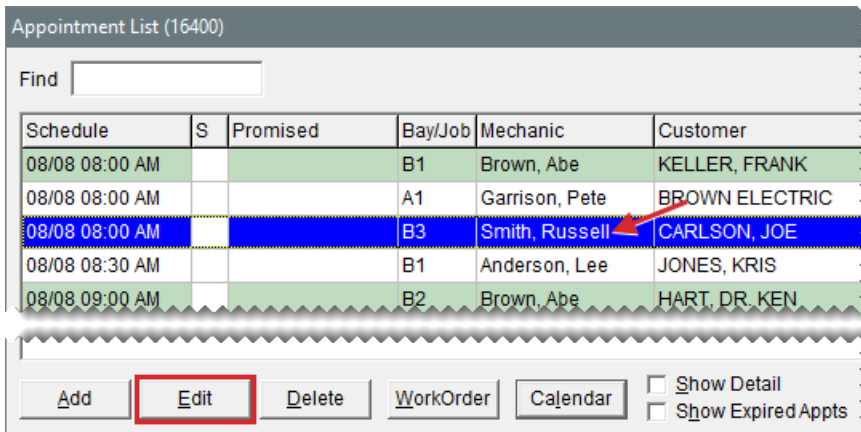 Appointment List (16400)
Find
Schedule S Promised Bay/Job Mechanic Customer
08/08 08:00 AM B1 Brown, Abe KELLER, FRANK
08/08 08:00 AM A1 Garrison, Pete BROWN ELECTRIC
08/08 08:00 AM B3 Smith, Russell CARLSON, JOE
08/08 08:30 AM B1 Anderson, Lee JONES, KRIS
08/08 09:00 AM B2 Brown, Abe HART, DR. KEN
Add Edit Delete WorkOrder Calendar Show Detail
Show Expired Appts